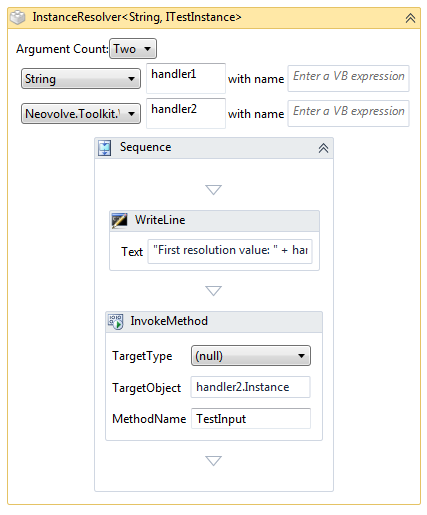 InstanceResolver<String, ITestInstance>
Argument Count: Two
String handler1 with name Enter a VB expression
Neovolve.Toolkit. handler2 with name Enter a VB expression
Sequence
WriteLine
Text "First resolution value: " + har
InvokeMethod
TargetType (null)
TargetObject handler2.Instance
MethodName TestInput